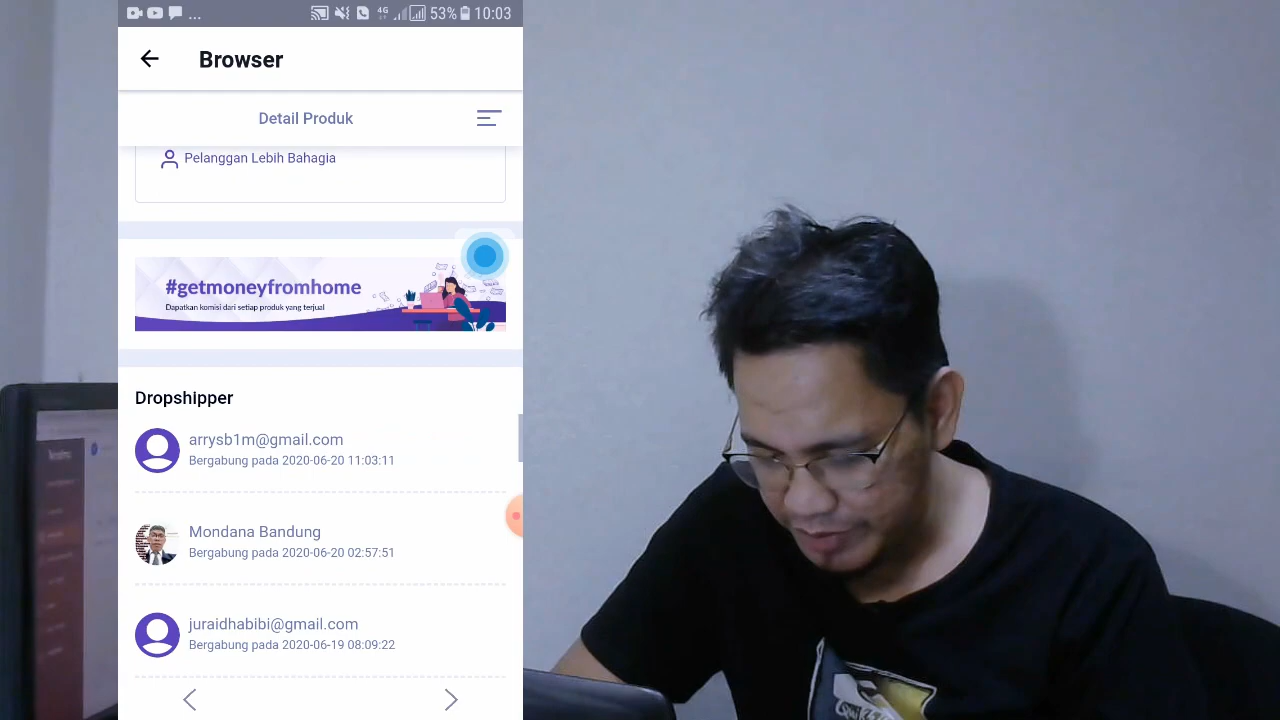 ... 4G 53% 10:03
Browser
Detail Produk
Pelanggan Lebih Bahagia
#getmoneyfromhome
Dapatkan komisi dari setiap produk yang terjual
Dropshipper
arrysb1m@gmail.com
Bergabung pada 2020-06-20 11:03:11
Mondana Bandung
Bergabung pada 2020-06-20 02:57:51
juraidhabibi@gmail.com
Bergabung pada 2020-06-19 08:09:22